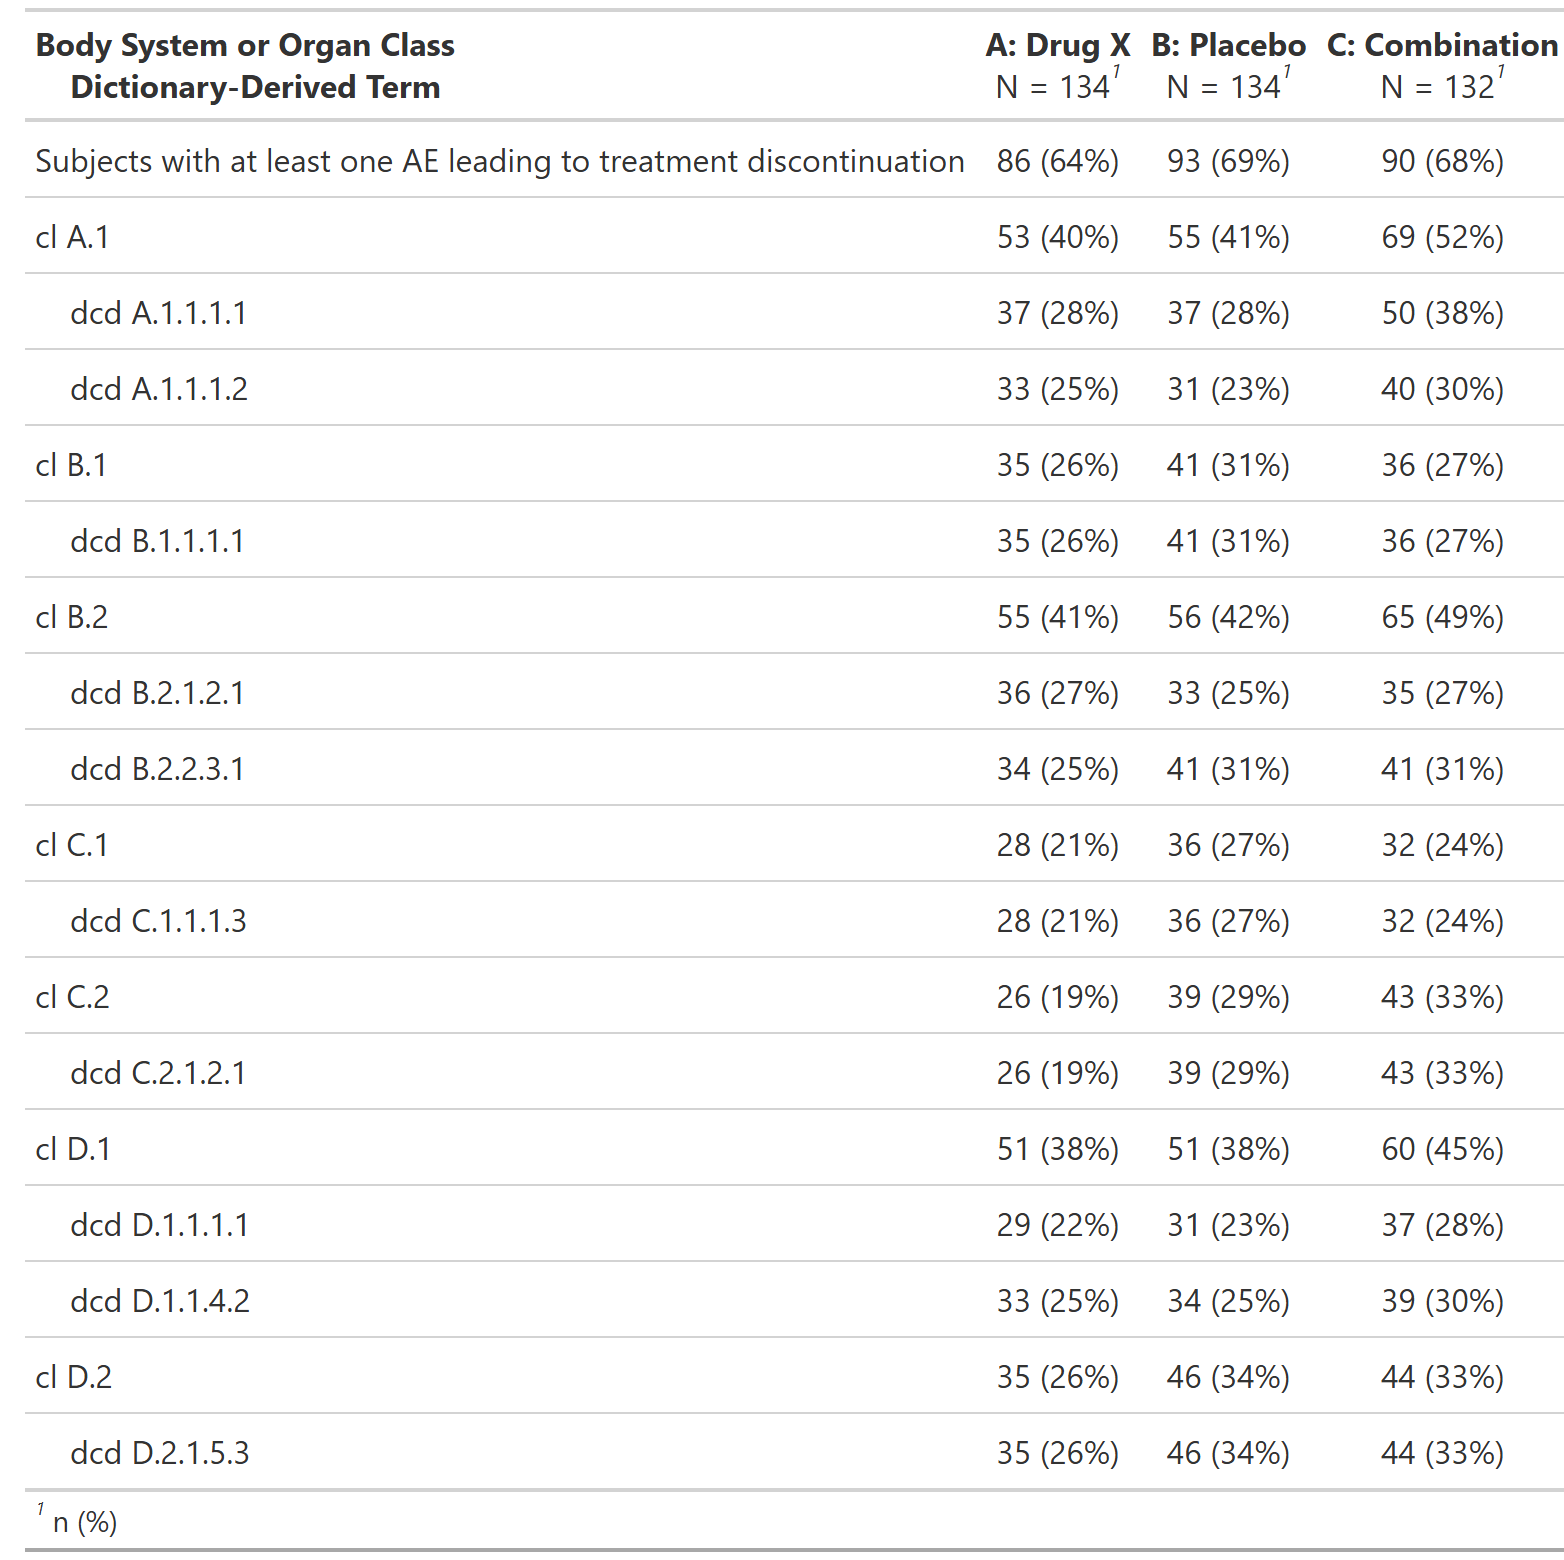 Body System or Organ Class A: Drug X B: Placebo C: Combination
Dictionary-Derived Term N = 134¹ N = 134¹ N = 132¹
Subjects with at least one AE leading to treatment discontinuation 86 (64%) 93 (69%) 90 (68%)
cl A.1 53 (40%) 55 (41%) 69 (52%)
dcd A.1.1.1.1 37 (28%) 37 (28%) 50 (38%)
dcd A.1.1.1.2 33 (25%) 31 (23%) 40 (30%)
cl B.1 35 (26%) 41 (31%) 36 (27%)
dcd B.1.1.1.1 35 (26%) 41 (31%) 36 (27%)
cl B.2 55 (41%) 56 (42%) 65 (49%)
dcd B.2.1.2.1 36 (27%) 33 (25%) 35 (27%)
dcd B.2.2.3.1 34 (25%) 41 (31%) 41 (31%)
cl C.1 28 (21%) 36 (27%) 32 (24%)
dcd C.1.1.1.3 28 (21%) 36 (27%) 32 (24%)
cl C.2 26 (19%) 39 (29%) 43 (33%)
dcd C.2.1.2.1 26 (19%) 39 (29%) 43 (33%)
cl D.1 51 (38%) 51 (38%) 60 (45%)
dcd D.1.1.1.1 29 (22%) 31 (23%) 37 (28%)
dcd D.1.1.4.2 33 (25%) 34 (25%) 39 (30%)
cl D.2 35 (26%) 46 (34%) 44 (33%)
dcd D.2.1.5.3 35 (26%) 46 (34%) 44 (33%)
¹ n (%)